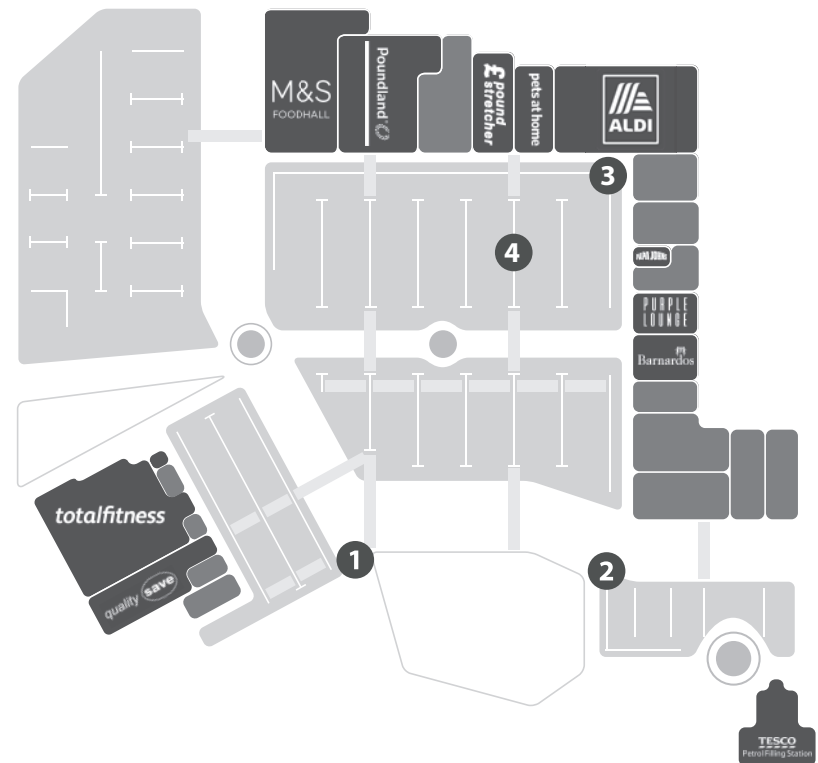 M&S
FOODHALL
Poundland
£ pound
stretcher
pets at home
ALDI
3
4
PAPA JOHNS
PURPLE
LOUNGE
Barnardos
totalfitness
quality save
1
2
TESCO
Petrol Filling Station